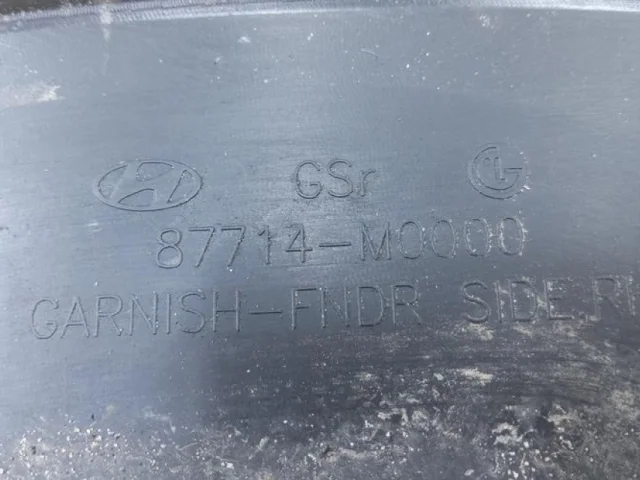 GSr
87714-M0000
GARNISH-FNDR SIDE,R